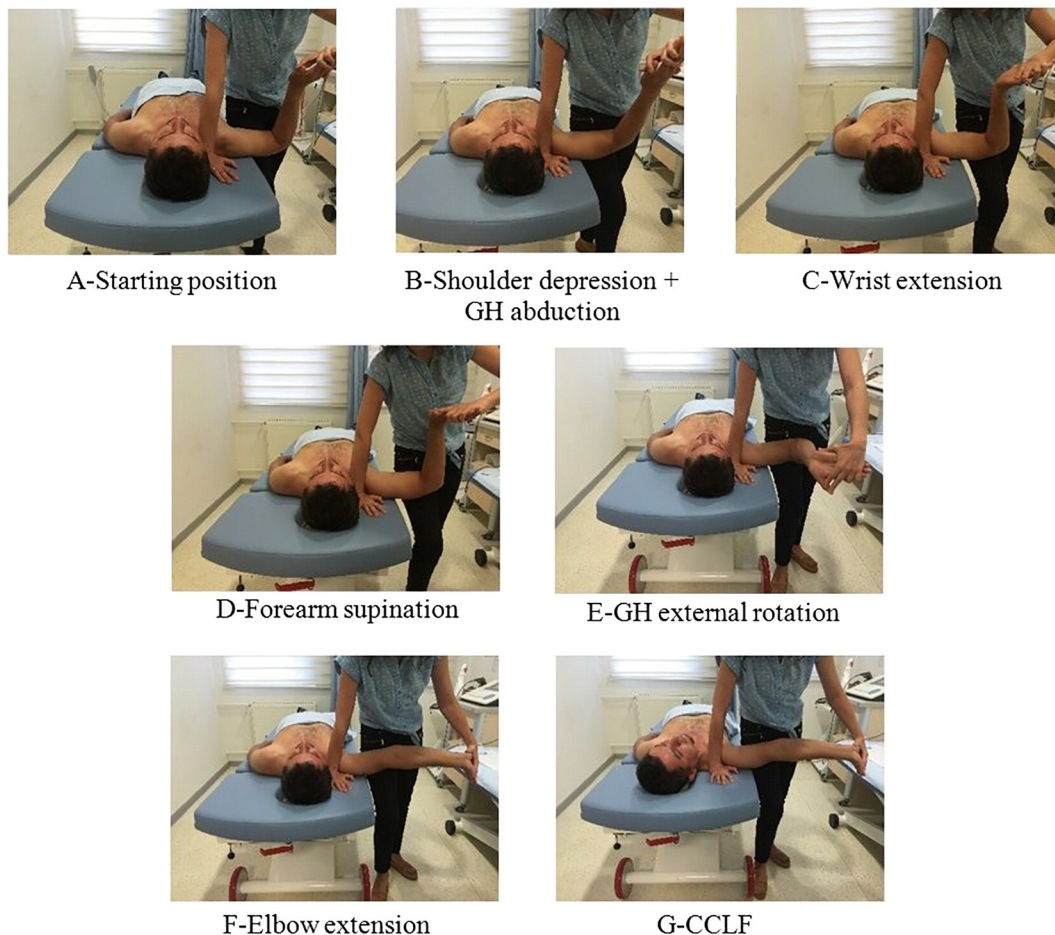 A-Starting position
B-Shoulder depression +
GH abduction
C-Wrist extension
D-Forearm supination
E-GH external rotation
F-Elbow extension
G-CCLF